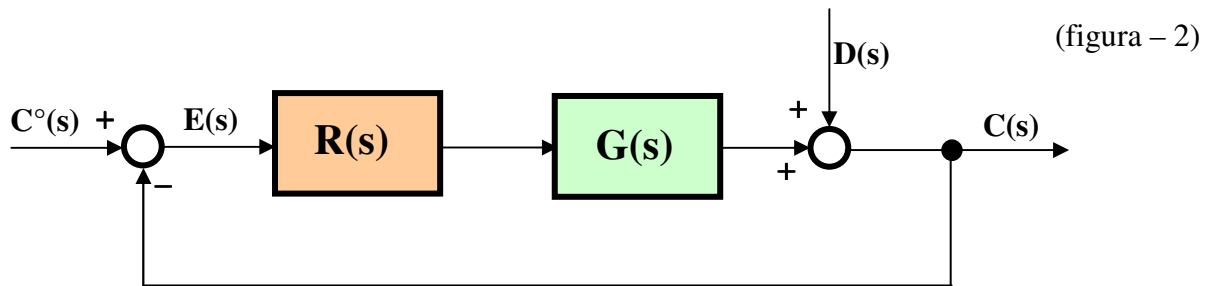 (figura – 2)
D(s)
C°(s) + E(s) R(s) G(s) + + C(s)
–